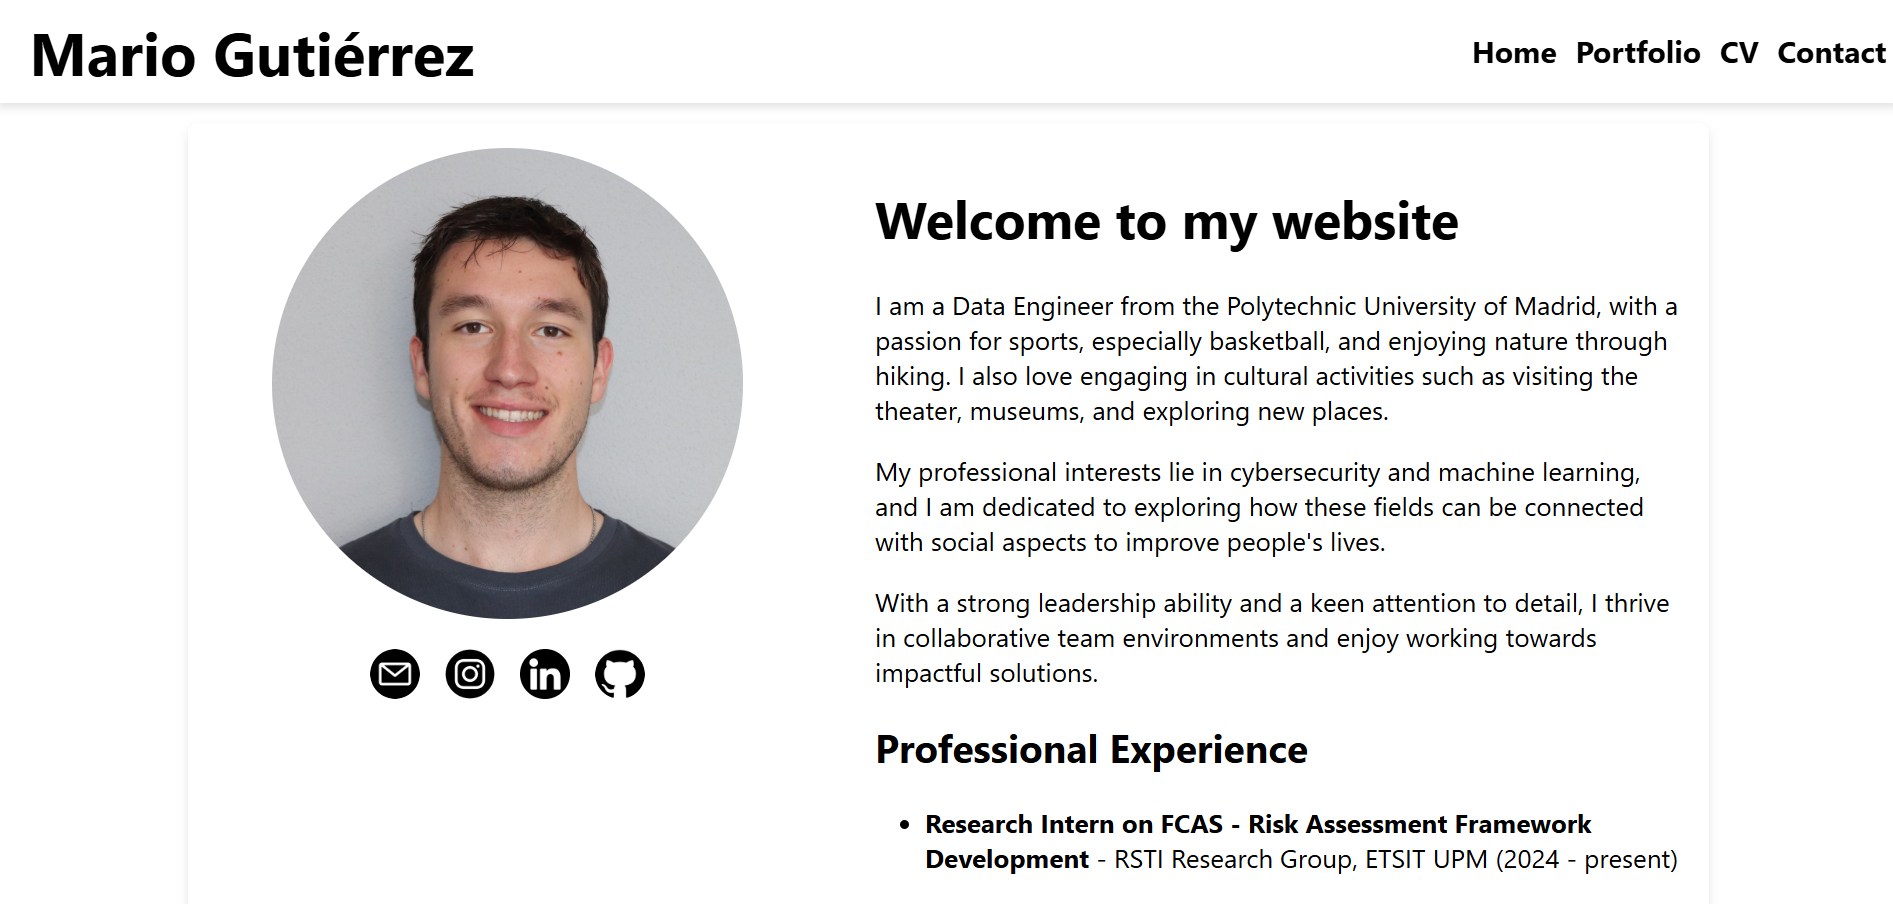 Mario Gutiérrez
Home Portfolio CV Contact
Welcome to my website
I am a Data Engineer from the Polytechnic University of Madrid, with a
passion for sports, especially basketball, and enjoying nature through
hiking. I also love engaging in cultural activities such as visiting the
theater, museums, and exploring new places.
My professional interests lie in cybersecurity and machine learning,
and I am dedicated to exploring how these fields can be connected
with social aspects to improve people's lives.
With a strong leadership ability and a keen attention to detail, I thrive
in collaborative team environments and enjoy working towards
impactful solutions.
Professional Experience
• Research Intern on FCAS - Risk Assessment Framework
Development - RSTI Research Group, ETSIT UPM (2024 - present)
in